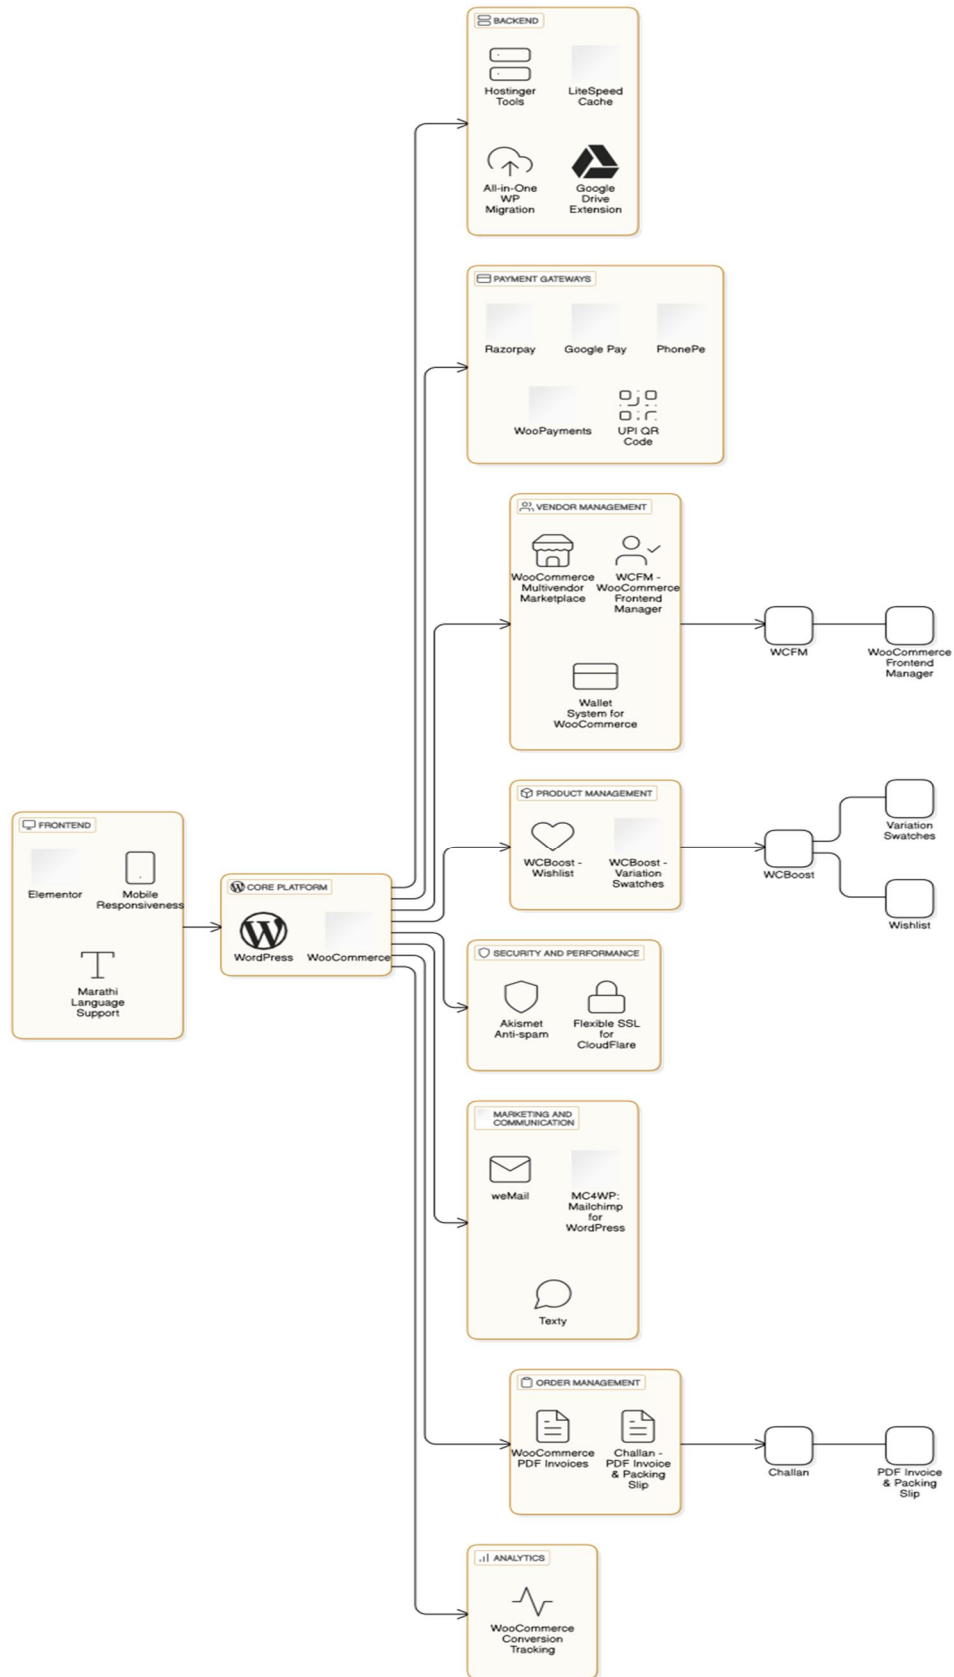 BACKEND
Hostinger
Tools
LiteSpeed
Cache
All-in-One
WP
Migration
Google
Drive
Extension
PAYMENT GATEWAYS
Razorpay
Google Pay
PhonePe
WooPayments
UPI QR
Code
VENDOR MANAGEMENT
WooCommerce
Multivendor
Marketplace
WCFM -
WooCommerce
Frontend
Manager
Wallet
System for
WooCommerce
WCFM
WooCommerce
Frontend
Manager
PRODUCT MANAGEMENT
WCBoost -
Wishlist
WCBoost -
Variation
Swatches
WCBoost
Variation
Swatches
Wishlist
FRONTEND
Elementor
Mobile
Responsiveness
Marathi
Language
Support
CORE PLATFORM
WordPress
WooCommerce
SECURITY AND PERFORMANCE
Akismet
Anti-spam
Flexible SSL
for
CloudFlare
MARKETING AND
COMMUNICATION
weMail
MC4WP:
Mailchimp
for
WordPress
Texty
ORDER MANAGEMENT
WooCommerce
PDF Invoices
Challan -
PDF Invoice
& Packing
Slip
Challan
PDF Invoice
& Packing
Slip
ANALYTICS
WooCommerce
Conversion
Tracking